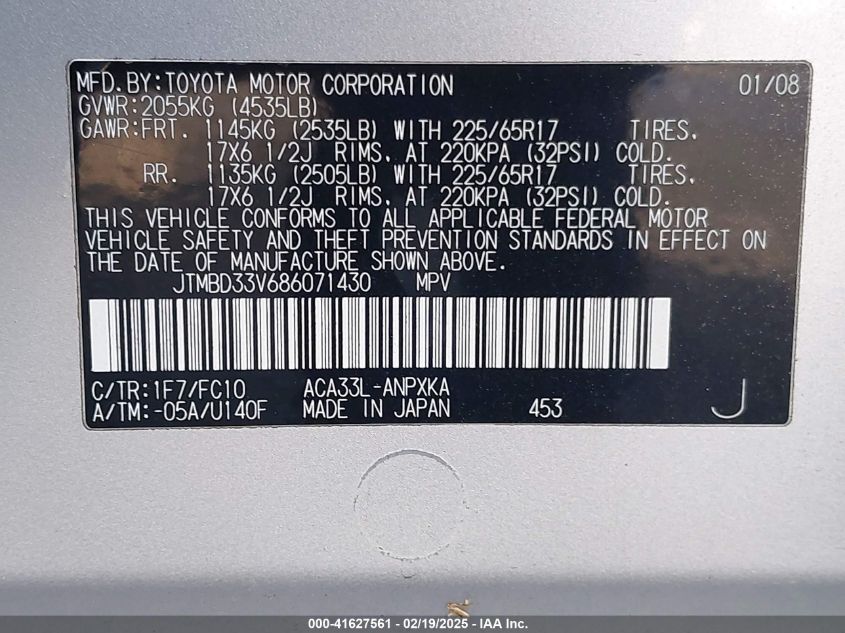 MFD.BY:TOYOTA MOTOR CORPORATION 01/08
GVWR:2055KG (4535LB)
GAWR:FRT. 1145KG (2535LB) WITH 225/65R17 TIRES,
17X6 1/2J RIMS, AT 220KPA (32PSI) COLD.
RR. 1135KG (2505LB) WITH 225/65R17 TIRES,
17X6 1/2J RIMS, AT 220KPA (32PSI) COLD.
THIS VEHICLE CONFORMS TO ALL APPLICABLE FEDERAL MOTOR
VEHICLE SAFETY AND THEFT PREVENTION STANDARDS IN EFFECT ON
THE DATE OF MANUFACTURE SHOWN ABOVE.
JTMBD33V686071430 MPV
C/TR:1F7/FC10 ACA33L-ANPXKA
A/TM:-05A/U140F MADE IN JAPAN 453 J
000-41627561 - 02/19/2025 - IAA Inc.